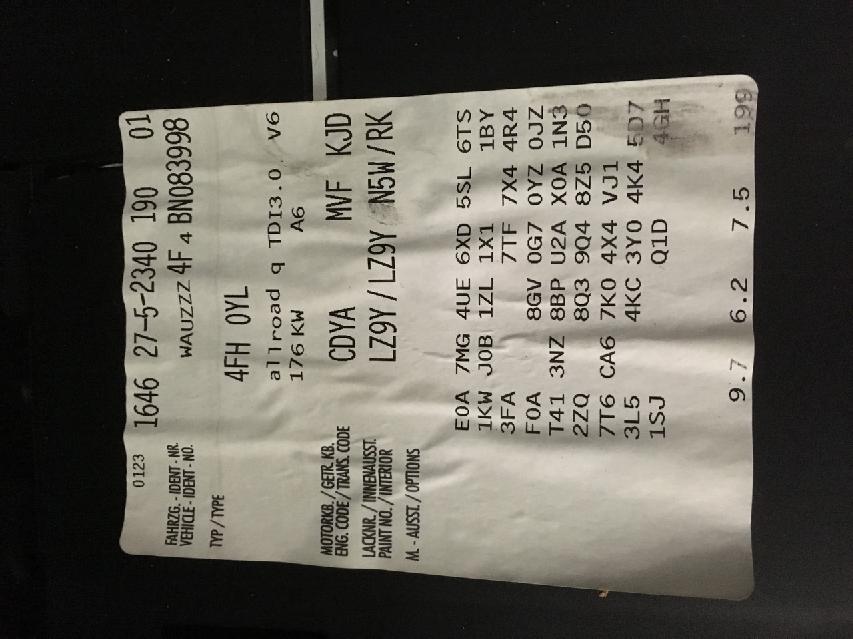 0123 1646 27-5-2340 190 01
FAHRZG.-IDENT-NR.
VEHICLE-IDENT-NO. WAUZZZ 4F 4 BN083998
TYP/TYPE 4FH 0YL
allroad q TDI3.0 V6
176 KW A6
MOTORKB./GETR.KB.
ENG.CODE/TRANS.CODE CDYA MVF KJD
LACKNR./INNENAUSST.
PAINT NO./INTERIOR LZ9Y/LZ9Y N5W/RK
M.-AUSST./OPTIONS
E0A 7MG 4UE 6XD 5SL 6TS
1KW J0B 1ZL 1X1 1BY
3FA 7TF 7X4 4R4
F0A 8GV 0G7 0YZ 0JZ
T41 3NZ 8BP U2A X0A 1N3
2ZQ 8Q3 9Q4 8Z5 D50
7T6 CA6 7K0 4X4 VJ1
3L5 4KC 3Y0 4K4 5D7
1SJ Q1D 4GH
9.7 6.2 7.5 199